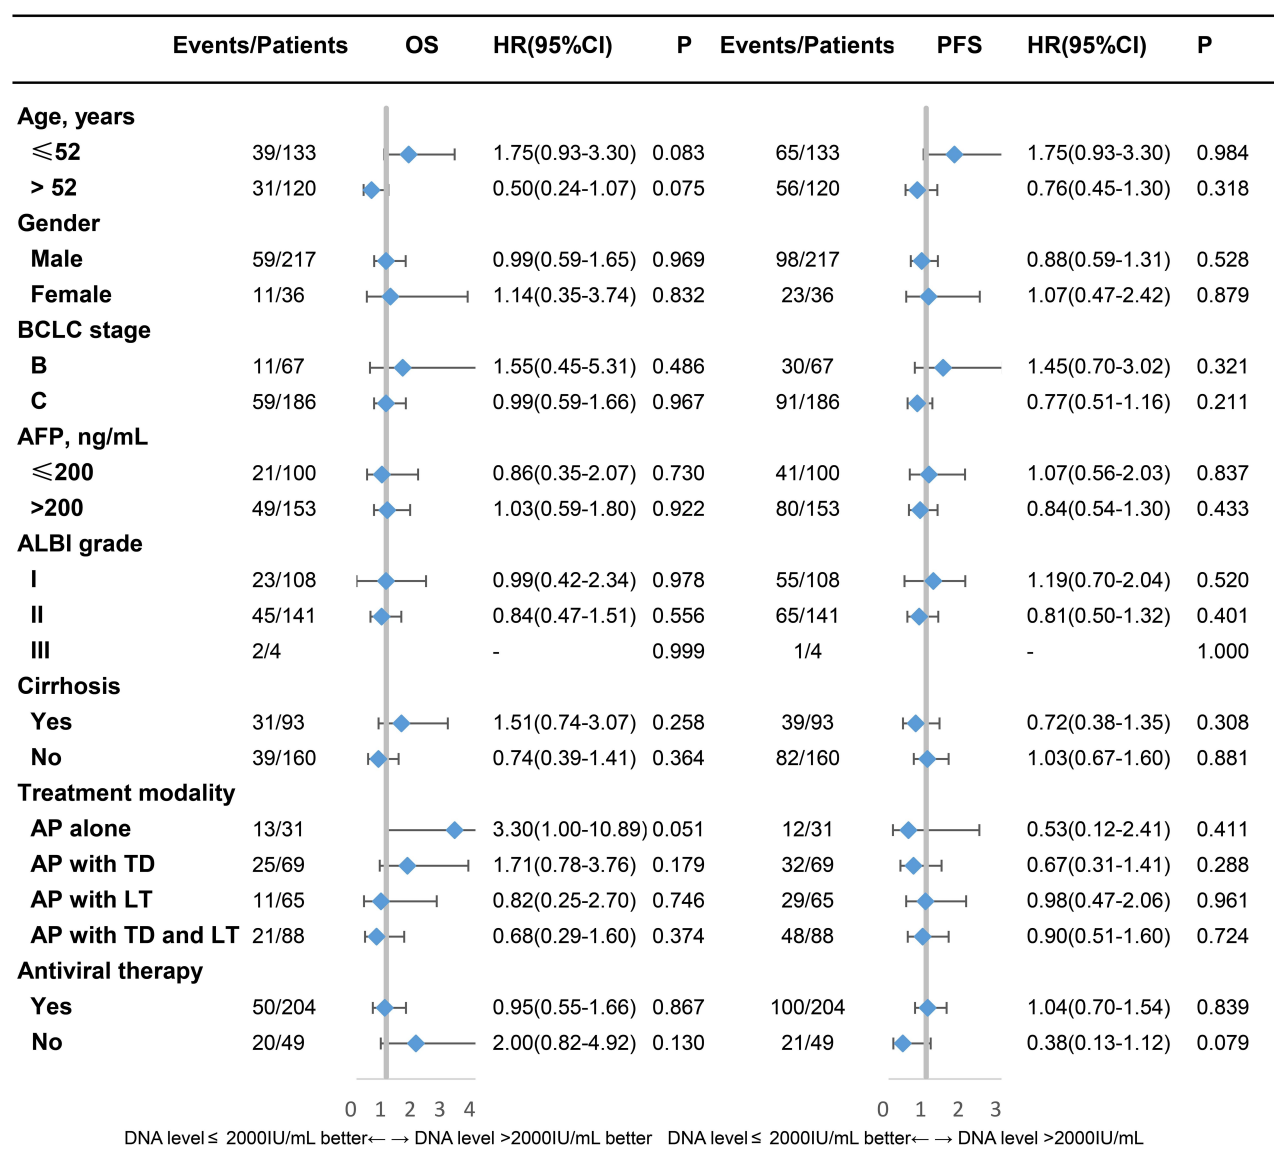 Events/Patients OS HR(95%CI) P Events/Patients PFS HR(95%CI) P
Age, years
≤52 39/133 1.75(0.93-3.30) 0.083 65/133 1.75(0.93-3.30) 0.984
> 52 31/120 0.50(0.24-1.07) 0.075 56/120 0.76(0.45-1.30) 0.318
Gender
Male 59/217 0.99(0.59-1.65) 0.969 98/217 0.88(0.59-1.31) 0.528
Female 11/36 1.14(0.35-3.74) 0.832 23/36 1.07(0.47-2.42) 0.879
BCLC stage
B 11/67 1.55(0.45-5.31) 0.486 30/67 1.45(0.70-3.02) 0.321
C 59/186 0.99(0.59-1.66) 0.967 91/186 0.77(0.51-1.16) 0.211
AFP, ng/mL
≤200 21/100 0.86(0.35-2.07) 0.730 41/100 1.07(0.56-2.03) 0.837
>200 49/153 1.03(0.59-1.80) 0.922 80/153 0.84(0.54-1.30) 0.433
ALBI grade
I 23/108 0.99(0.42-2.34) 0.978 55/108 1.19(0.70-2.04) 0.520
II 45/141 0.84(0.47-1.51) 0.556 65/141 0.81(0.50-1.32) 0.401
III 2/4 - 0.999 1/4 - 1.000
Cirrhosis
Yes 31/93 1.51(0.74-3.07) 0.258 39/93 0.72(0.38-1.35) 0.308
No 39/160 0.74(0.39-1.41) 0.364 82/160 1.03(0.67-1.60) 0.881
Treatment modality
AP alone 13/31 3.30(1.00-10.89) 0.051 12/31 0.53(0.12-2.41) 0.411
AP with TD 25/69 1.71(0.78-3.76) 0.179 32/69 0.67(0.31-1.41) 0.288
AP with LT 11/65 0.82(0.25-2.70) 0.746 29/65 0.98(0.47-2.06) 0.961
AP with TD and LT 21/88 0.68(0.29-1.60) 0.374 48/88 0.90(0.51-1.60) 0.724
Antiviral therapy
Yes 50/204 0.95(0.55-1.66) 0.867 100/204 1.04(0.70-1.54) 0.839
No 20/49 2.00(0.82-4.92) 0.130 21/49 0.38(0.13-1.12) 0.079
0 1 2 3 4 0 1 2 3
DNA level≤ 2000IU/mL better← → DNA level >2000IU/mL better DNA level≤ 2000IU/mL better← → DNA level >2000IU/mL